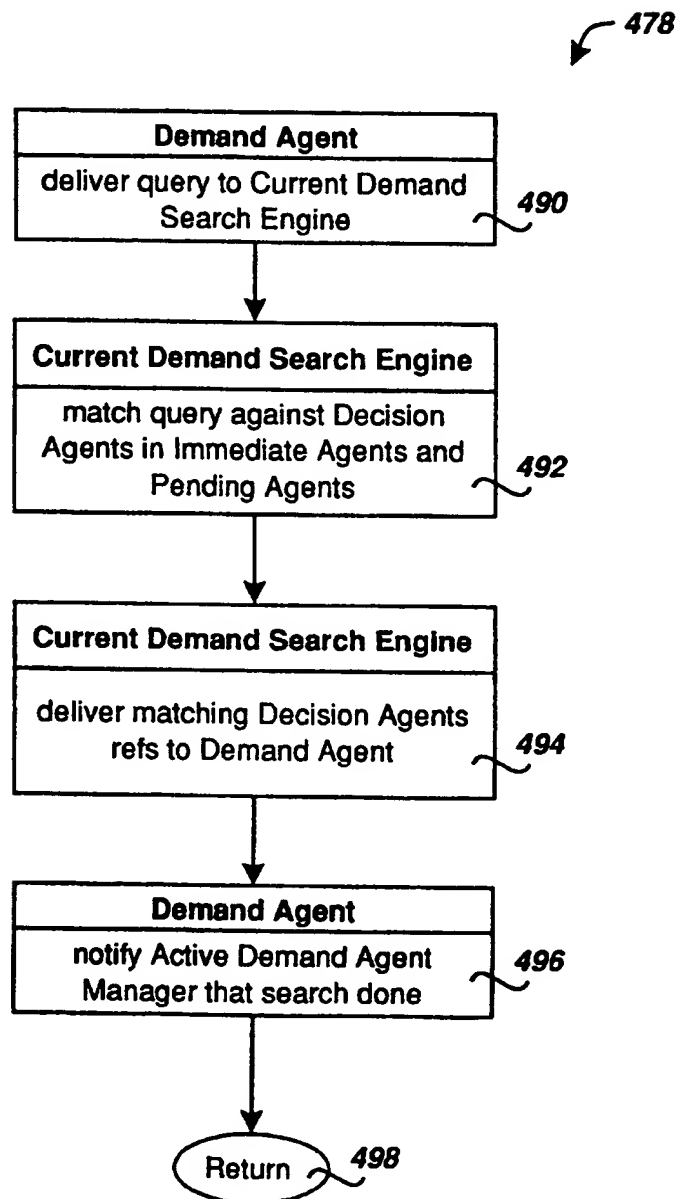 478
Demand Agent
deliver query to Current Demand
Search Engine
490
Current Demand Search Engine
match query against Decision
Agents in Immediate Agents and
Pending Agents
492
Current Demand Search Engine
deliver matching Decision Agents
refs to Demand Agent
494
Demand Agent
notify Active Demand Agent
Manager that search done
496
Return
498